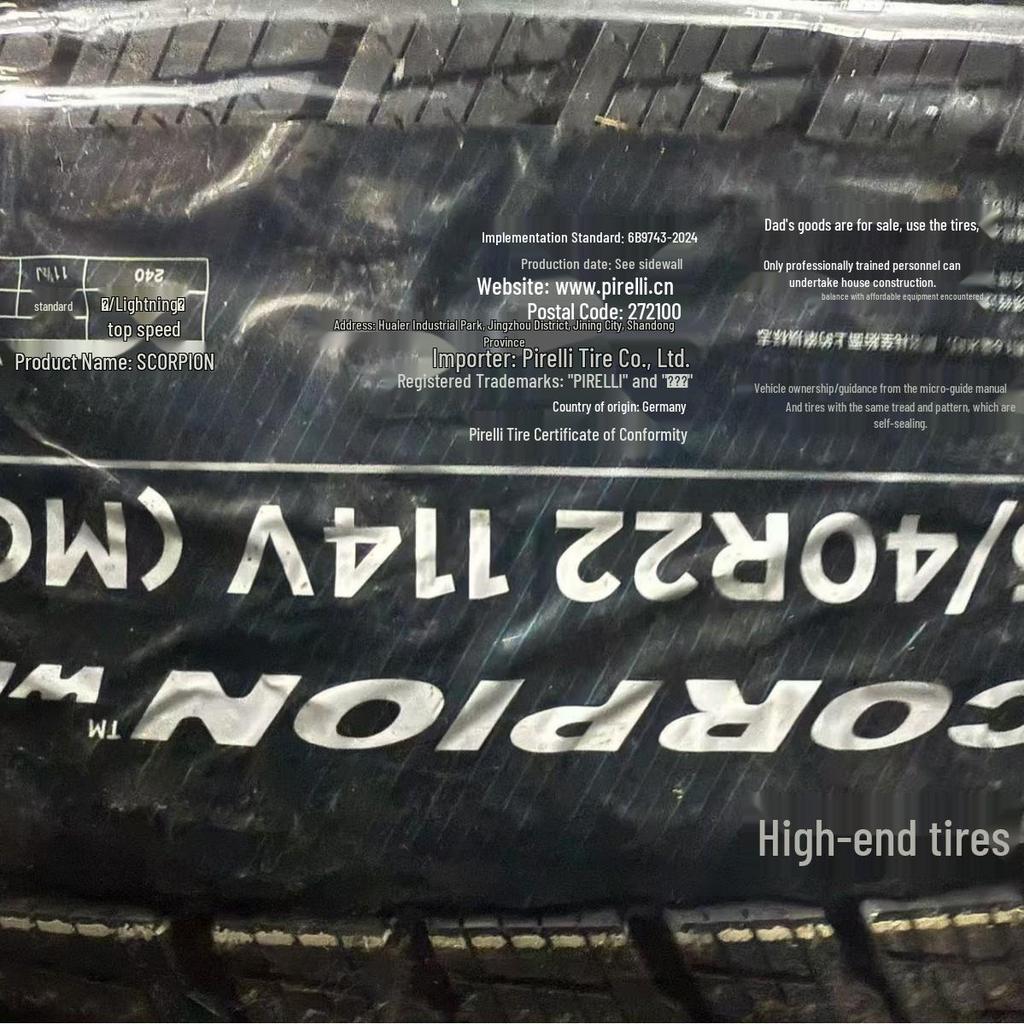 Implementation Standard: 6B9743-2024
Production date: See sidewall
Website: www.pirelli.cn
Postal Code: 272100
Address: Hualer Industrial Park, Jingzhou District, Jining City, Shandong
Province
Importer: Pirelli Tire Co., Ltd.
Registered Trademarks: "PIRELLI" and "
Country of origin: Germany
Pirelli Tire Certificate of Conformity
Dad's goods are for sale, use the tires,
Only professionally trained personnel can
undertake house construction.
balance with affordable equipment encountered
Vehicle ownership/guidance from the micro-guide manual
And tires with the same tread and pattern, which are
self-sealing.
240
standard
/Lightning
top speed
Product Name: SCORPION
/40R22 114V (MO
CORPION™ W
High-end tires